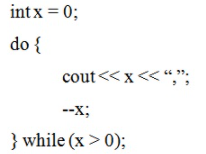 int x = 0;
do {
cout << x << “,”;
--x;
} while (x > 0);